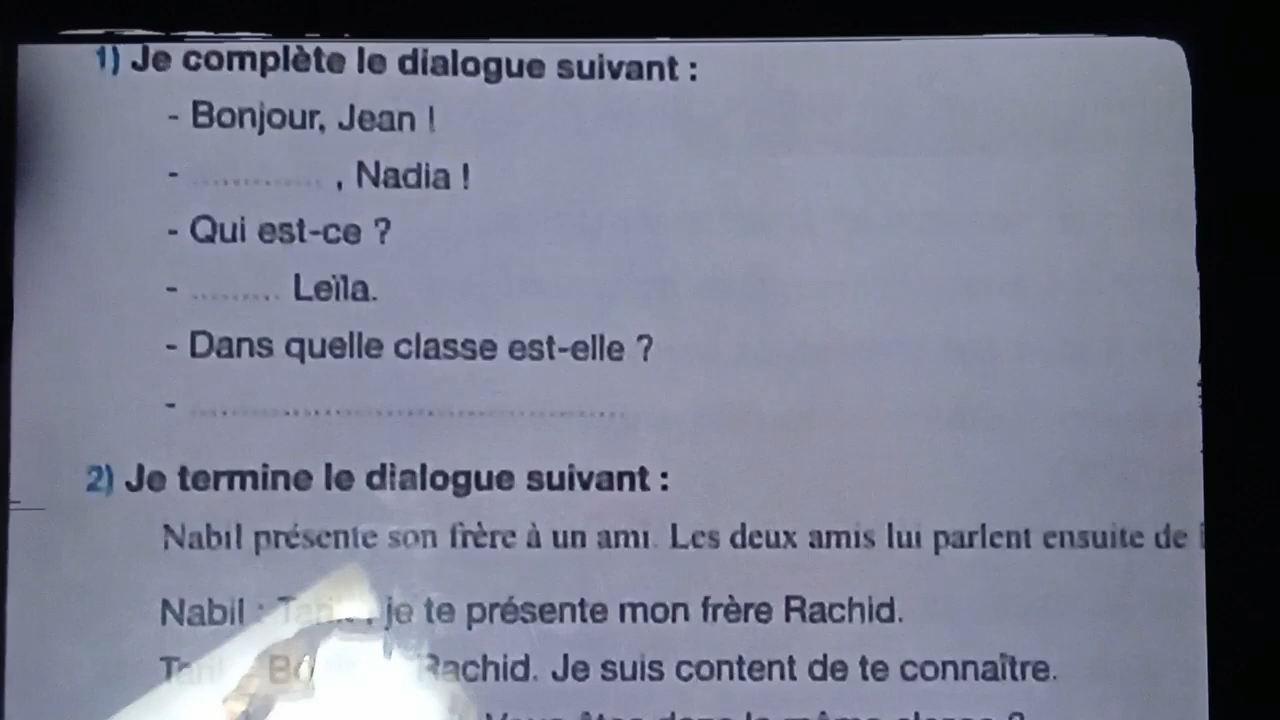 1) Je complète le dialogue suivant :
- Bonjour, Jean !
- ............. , Nadia !
- Qui est-ce ?
- ......... Leïla.
- Dans quelle classe est-elle ?
- ............................................
2) Je termine le dialogue suivant :
Nabil présente son frère à un ami. Les deux amis lui parlent ensuite de
Nabil : je te présente mon frère Rachid.
Rachid. Je suis content de te connaître.